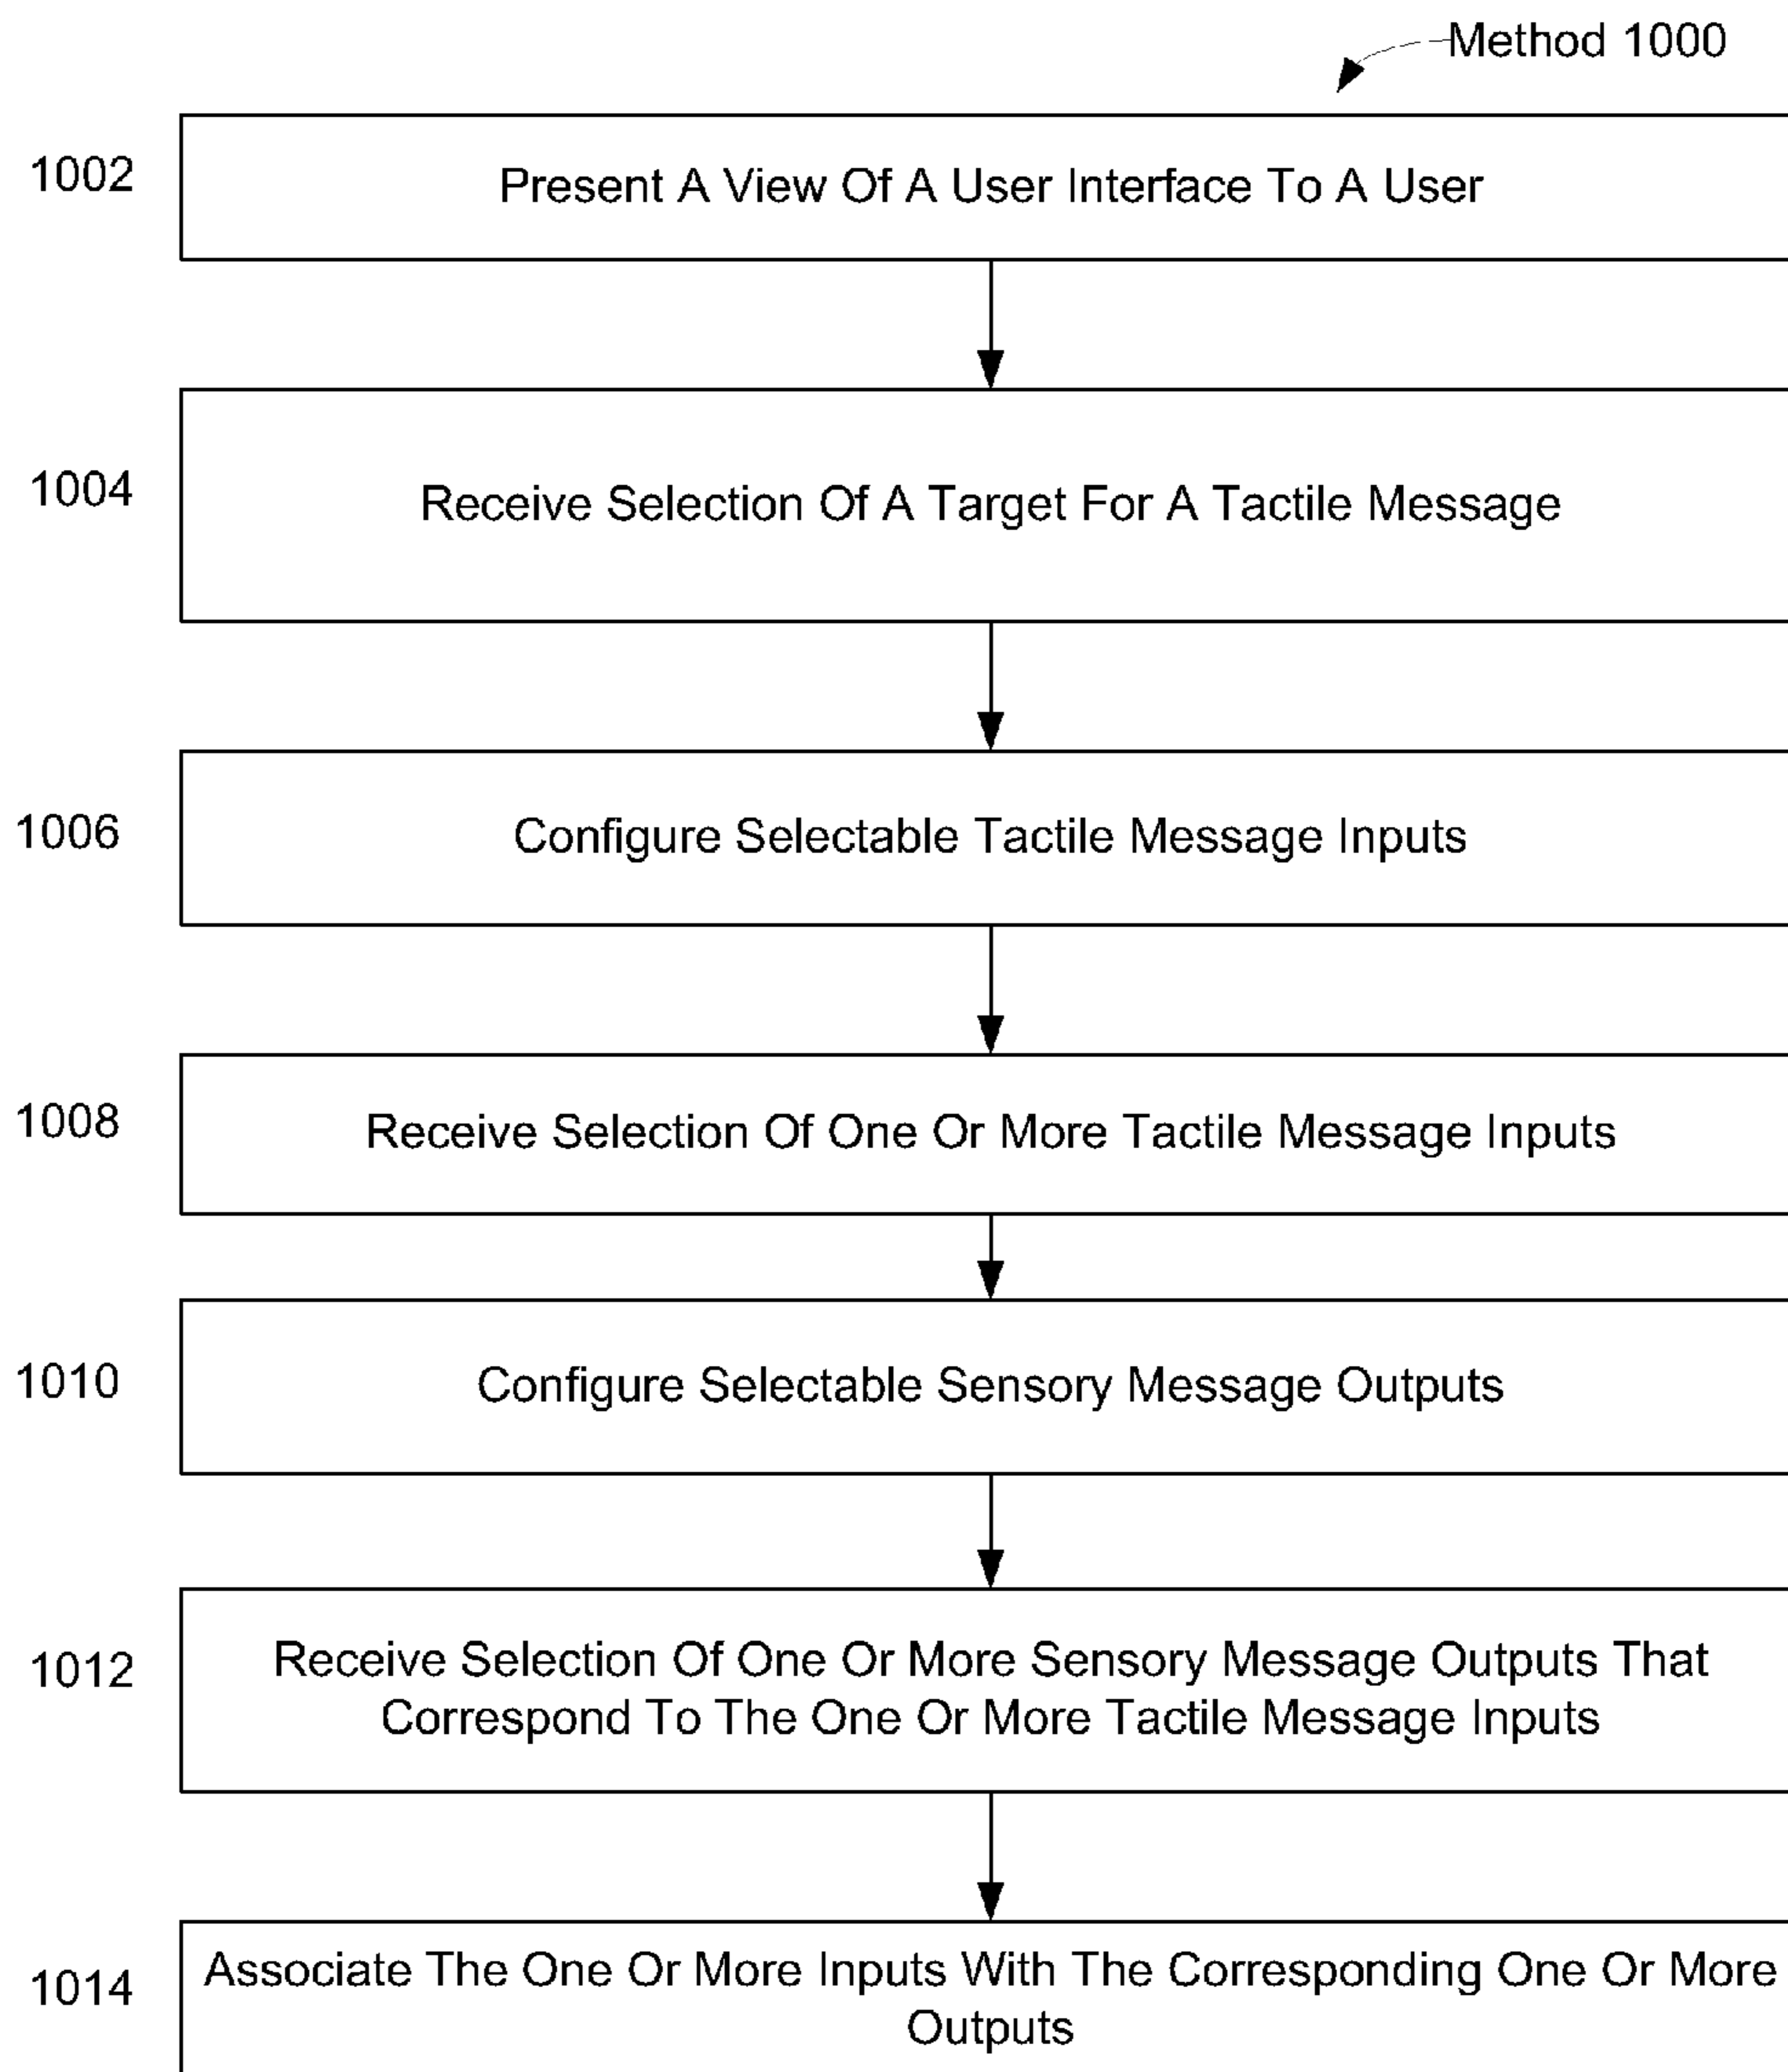 Method 1000
1002
Present A View Of A User Interface To A User
1004
Receive Selection Of A Target For A Tactile Message
1006
Configure Selectable Tactile Message Inputs
1008
Receive Selection Of One Or More Tactile Message Inputs
1010
Configure Selectable Sensory Message Outputs
1012
Receive Selection Of One Or More Sensory Message Outputs That
Correspond To The One Or More Tactile Message Inputs
1014
Associate The One Or More Inputs With The Corresponding One Or More
Outputs